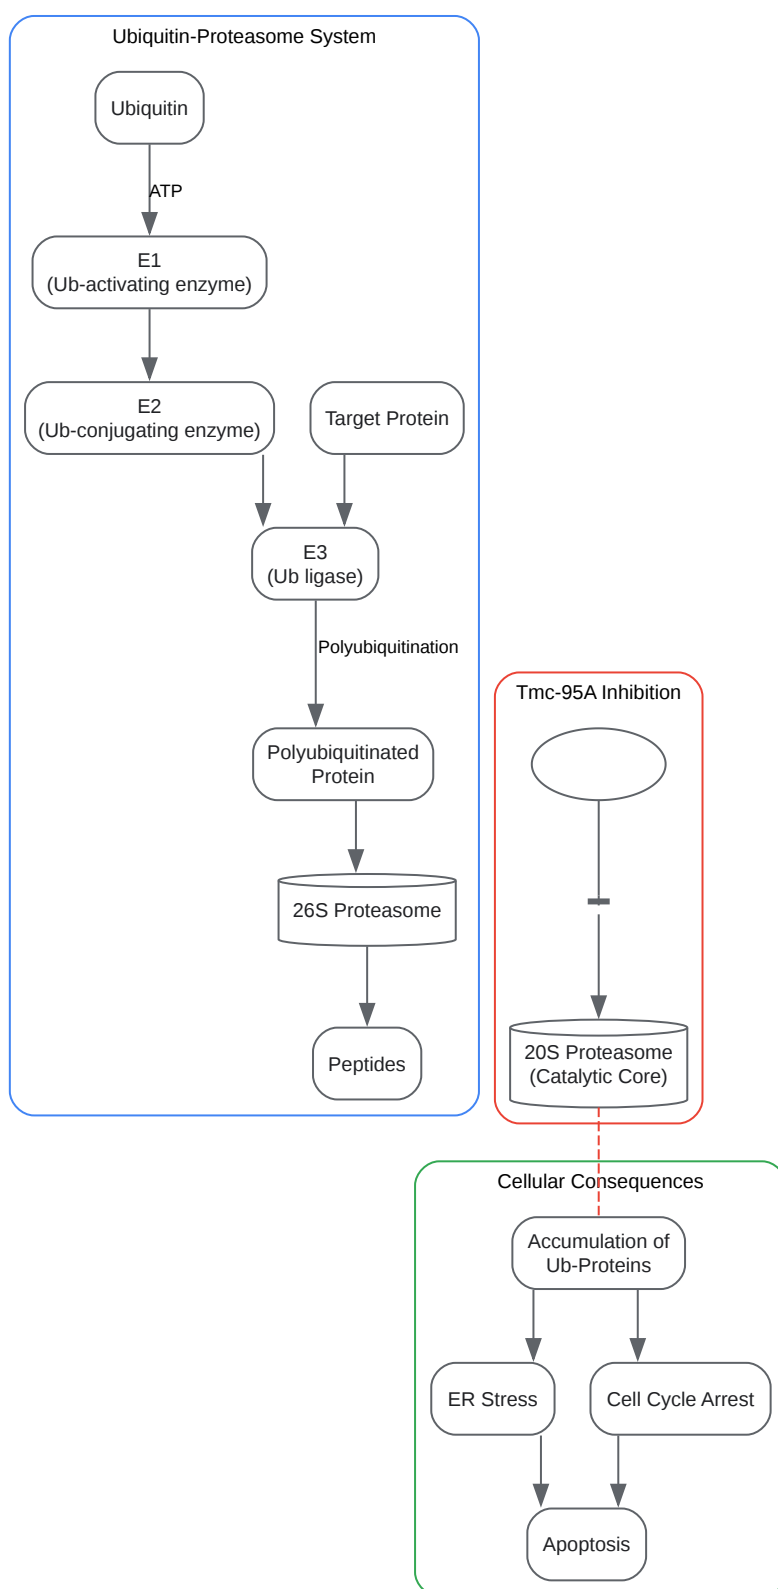 Ubiquitin-Proteasome System
Ubiquitin
ATP
E1
(Ub-activating enzyme)
E2
(Ub-conjugating enzyme)
Target Protein
E3
(Ub ligase)
Polyubiquitination
Polyubiquitinated
Protein
26S Proteasome
Peptides
Tmc-95A Inhibition
20S Proteasome
(Catalytic Core)
Cellular Consequences
Accumulation of
Ub-Proteins
ER Stress
Cell Cycle Arrest
Apoptosis